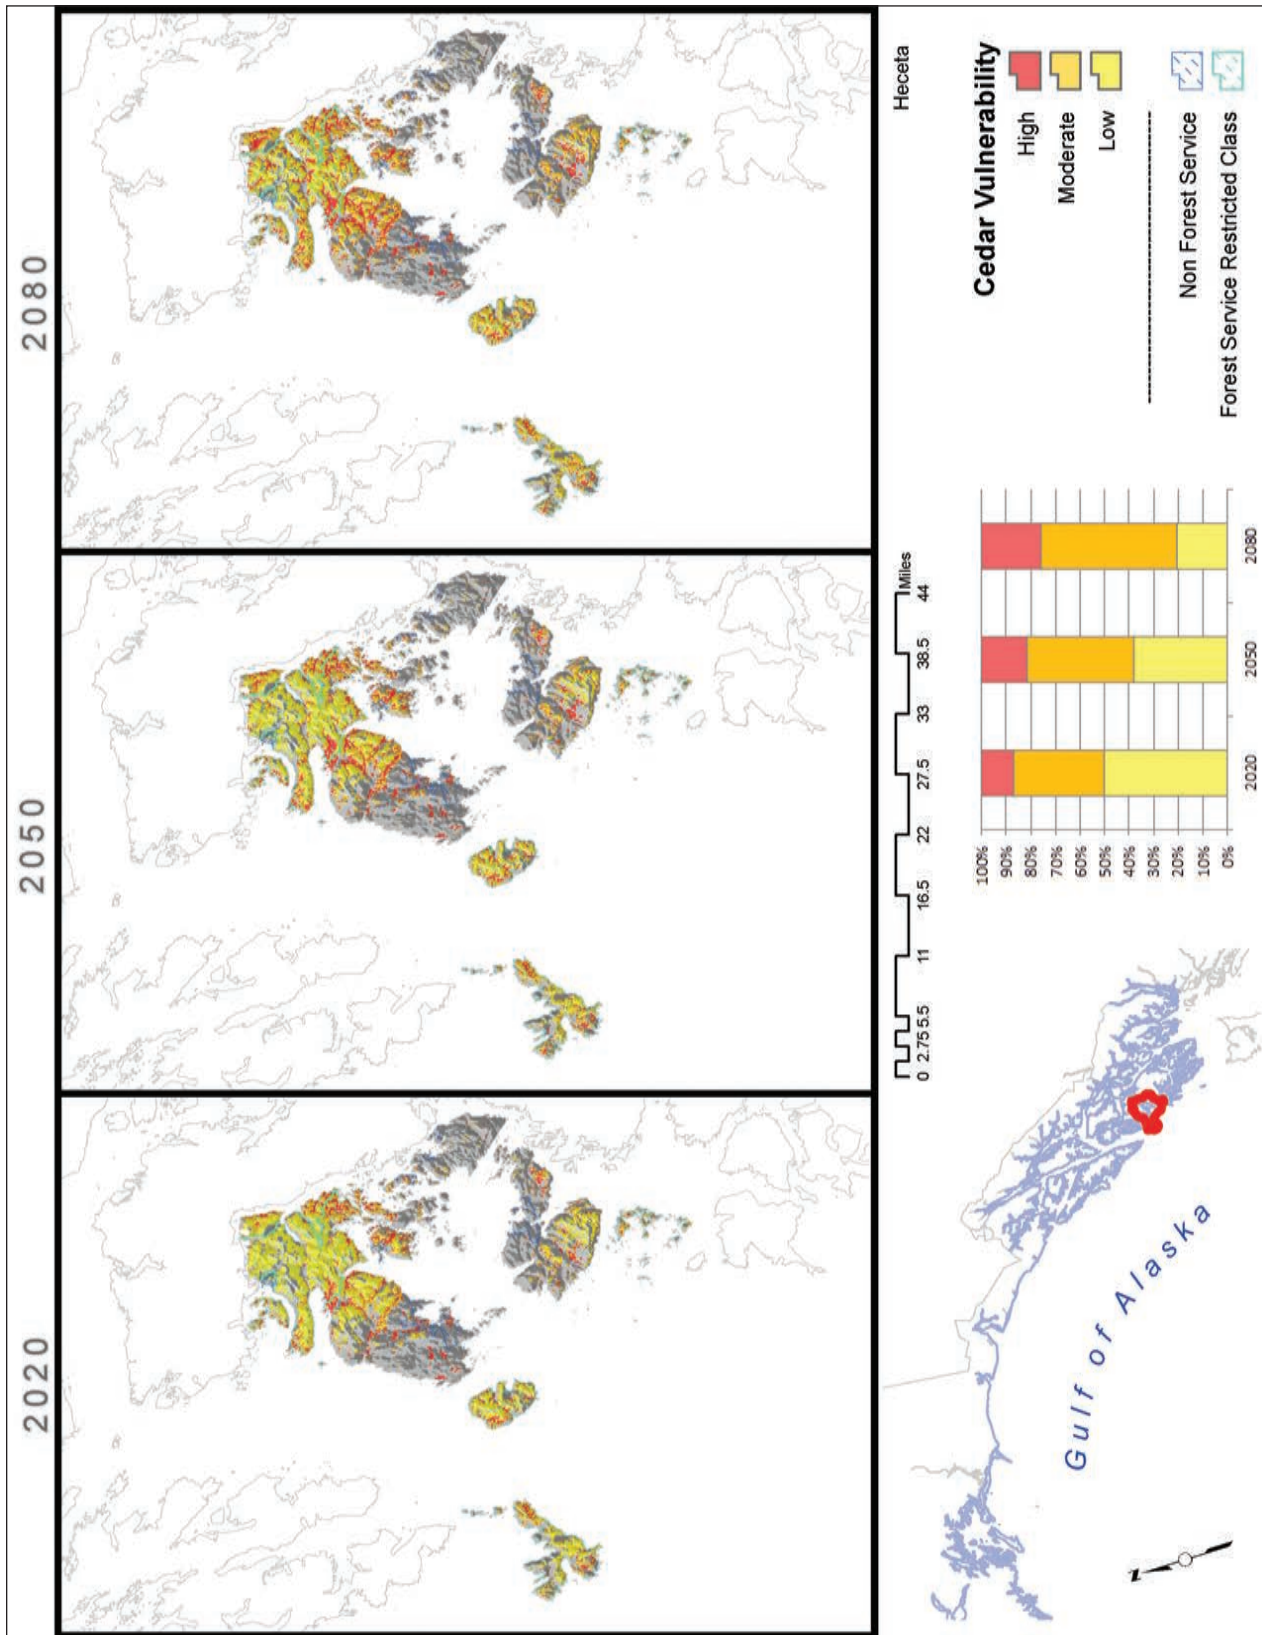 2020
2050
2080
Heceta
0 2.75 5.5 11 16.5 22 27.5 33 38.5 44
Miles
Gulf of Alaska
N
100%
90%
80%
70%
60%
50%
40%
30%
20%
10%
0%
2020 2050 2080
Cedar Vulnerability
High
Moderate
Low
Non Forest Service
Forest Service Restricted Class